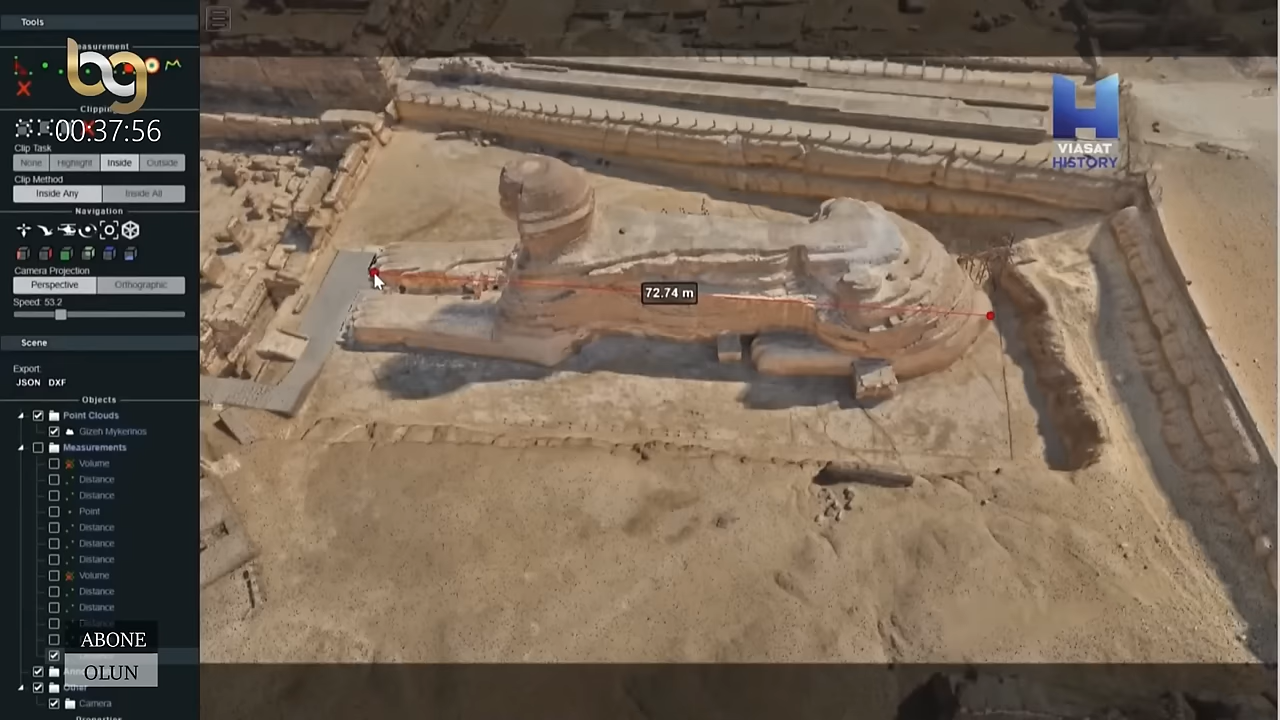 Tools
bg
00:37:56
Clip Task
None Highlight Inside Outside
Clip Method
Inside Any Inside All
Navigation
Camera Projection
Perspective Orthographic
Speed: 53.2
Scene
Export:
JSON DXF
Objects
Point Clouds
Gizeh Mykerinos
Measurements
Volume
Distance
Distance
Point
Distance
Distance
Distance
Volume
Distance
Distance
ABONE
OLUN
Other
Camera
72.74 m
H
VIASAT
HISTORY